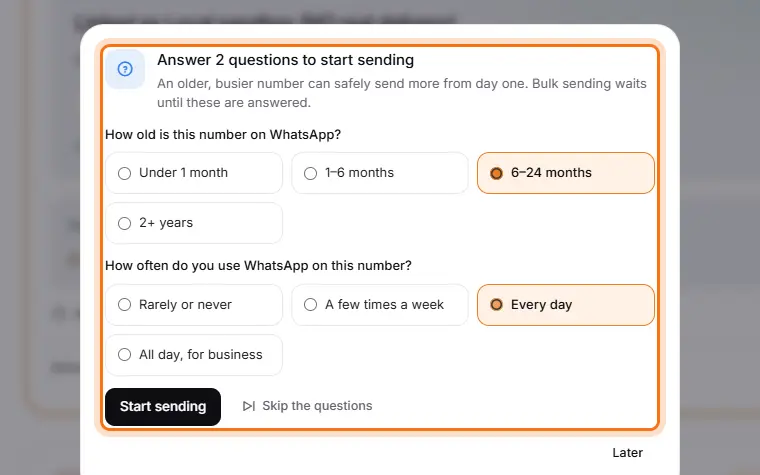 Answer 2 questions to start sending
An older, busier number can safely send more from day one. Bulk sending waits
until these are answered.
How old is this number on WhatsApp?
Under 1 month
1–6 months
6–24 months
2+ years
How often do you use WhatsApp on this number?
Rarely or never
A few times a week
Every day
All day, for business
Start sending
Skip the questions
Later